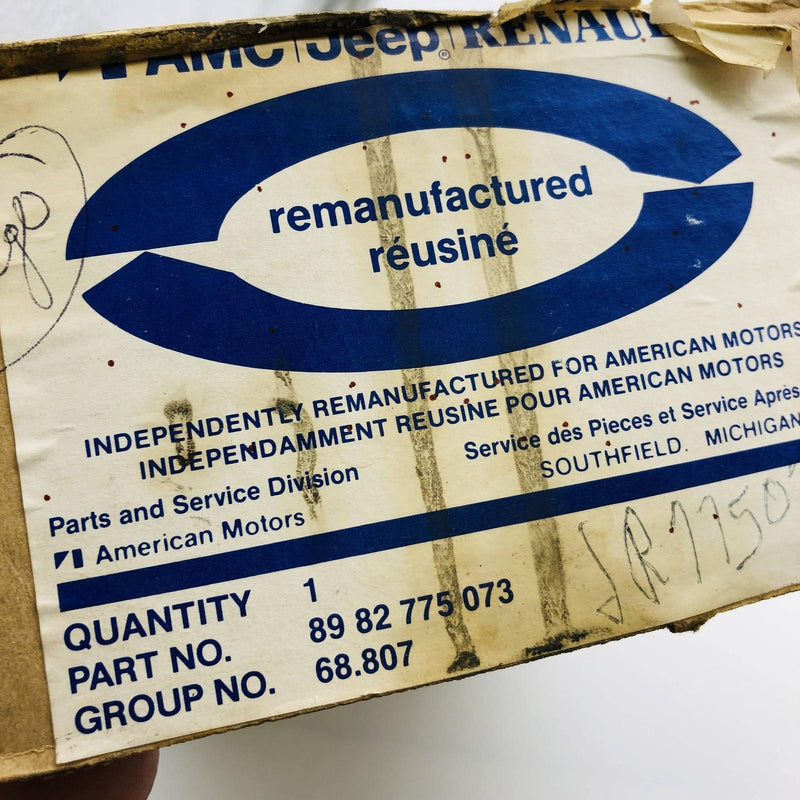 AMC | Jeep® | RENAUL
remanufactured
réusiné
INDEPENDENTLY REMANUFACTURED FOR AMERICAN MOTORS
INDEPENDAMMENT REUSINE POUR AMERICAN MOTORS
Parts and Service Division
American Motors
Service des Pieces et Service Après
SOUTHFIELD. MICHIGAN
QUANTITY 1
PART NO. 89 82 775 073
GROUP NO. 68.807